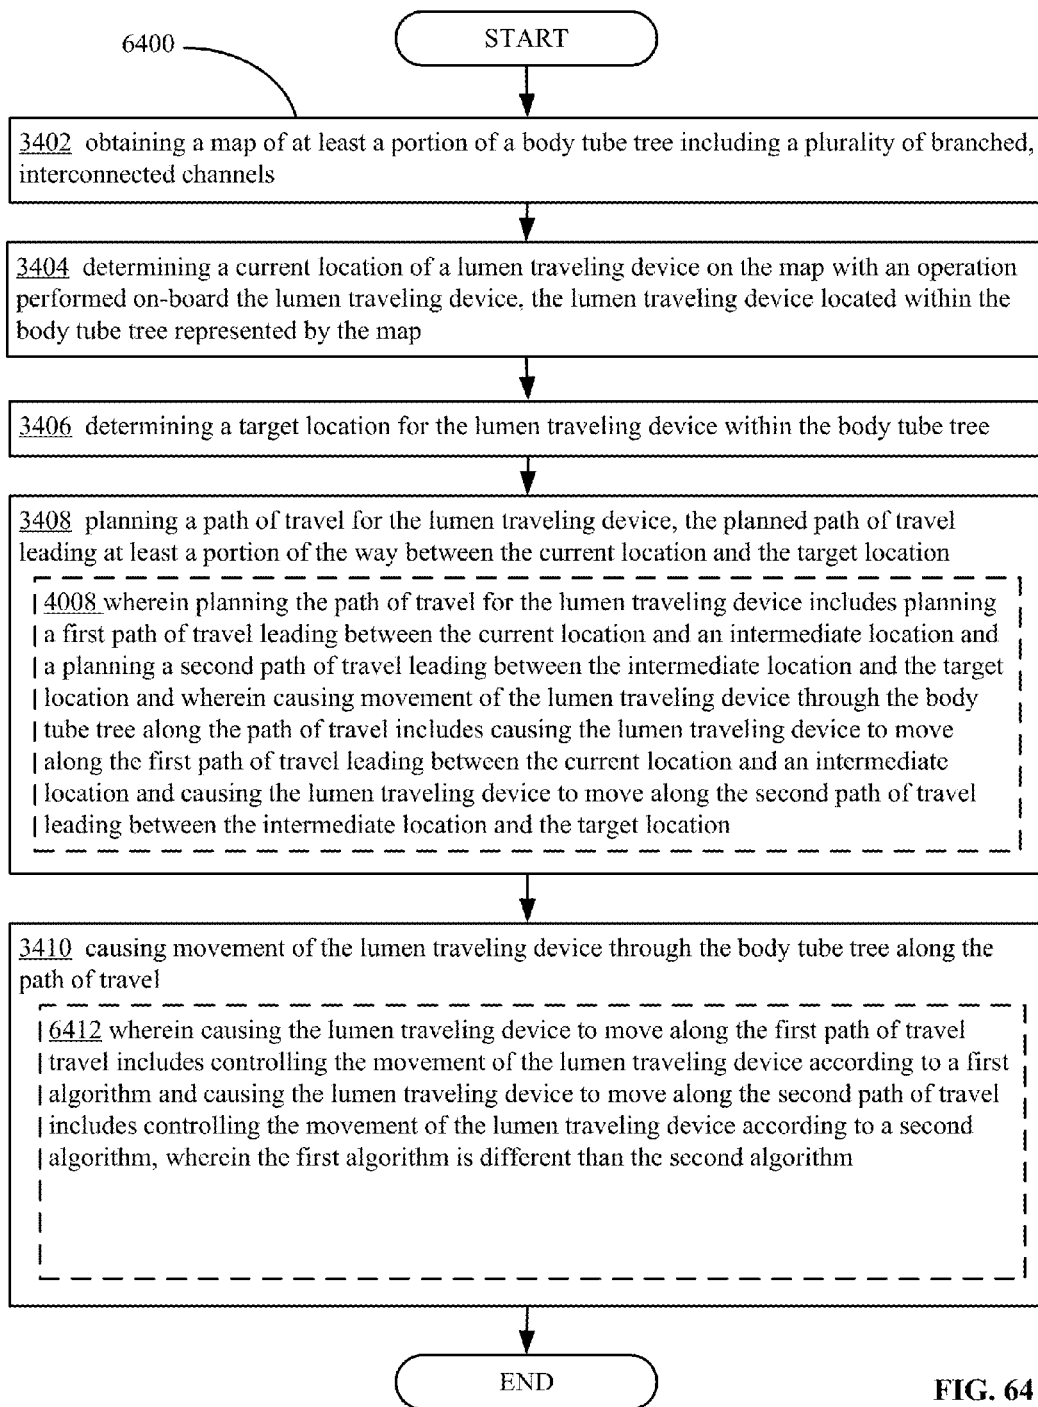 START
6400
3402 obtaining a map of at least a portion of a body tube tree including a plurality of branched,
interconnected channels
3404 determining a current location of a lumen traveling device on the map with an operation
performed on-board the lumen traveling device, the lumen traveling device located within the
body tube tree represented by the map
3406 determining a target location for the lumen traveling device within the body tube tree
3408 planning a path of travel for the lumen traveling device, the planned path of travel
leading at least a portion of the way between the current location and the target location
4008 wherein planning the path of travel for the lumen traveling device includes planning
a first path of travel leading between the current location and an intermediate location and
a planning a second path of travel leading between the intermediate location and the target
location and wherein causing movement of the lumen traveling device through the body
tube tree along the path of travel includes causing the lumen traveling device to move
along the first path of travel leading between the current location and an intermediate
location and causing the lumen traveling device to move along the second path of travel
leading between the intermediate location and the target location
3410 causing movement of the lumen traveling device through the body tube tree along the
path of travel
6412 wherein causing the lumen traveling device to move along the first path of travel
travel includes controlling the movement of the lumen traveling device according to a first
algorithm and causing the lumen traveling device to move along the second path of travel
includes controlling the movement of the lumen traveling device according to a second
algorithm, wherein the first algorithm is different than the second algorithm
END
FIG. 64